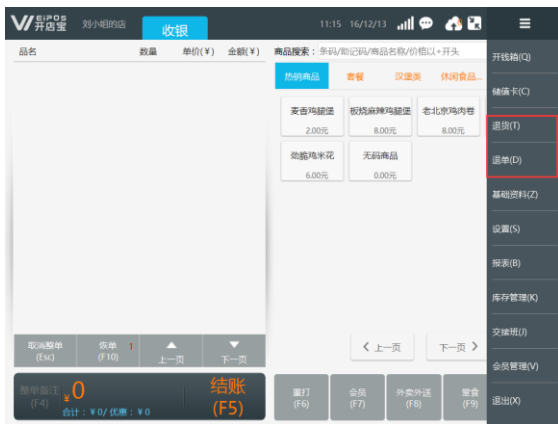 EiPOS
开店宝
刘小姐的店
收银
11:15 16/12/13
品名 数量 单价(¥) 金额(¥)
商品搜索：条码/助记码/商品名称/价格以+开头
热销商品 套餐 汉堡类 休闲食品...
麦香鸡腿堡 板烧麻辣鸡腿堡 老北京鸡肉卷
2.00元 8.00元 8.00元
劲脆鸡米花 无码商品
6.00元 0.00元
上一页 下一页
取消整单
(Esc)
恢单 1
(F10)
上一页
下一页
整单备注
(F4)
¥0
合计：¥0/ 优惠：¥0
结账
(F5)
重打
(F6)
会员
(F7)
外卖外送
(F8)
堂食
(F9)
开钱箱(Q)
储值卡(C)
退货(T)
退单(D)
基础资料(Z)
设置(S)
报表(B)
库存管理(K)
交接班(J)
会员管理(V)
退出(X)